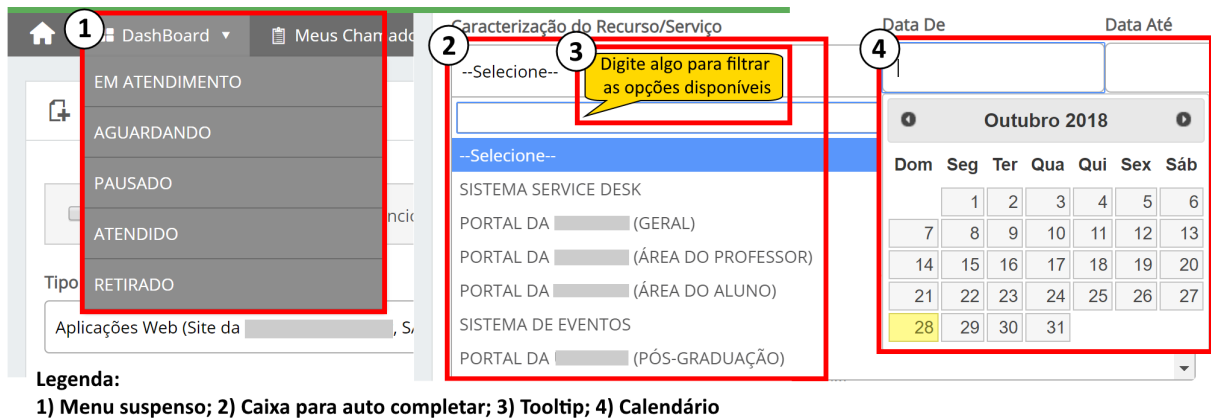 1
DashBoard ▼
Meus Chamado
EM ATENDIMENTO
AGUARDANDO
PAUSADO
ATENDIDO
RETIRADO
Tipo
Aplicações Web (Site da , SA
Caracterização do Recurso/Serviço
2
--Selecione--
3
Digite algo para filtrar
as opções disponíveis
--Selecione--
SISTEMA SERVICE DESK
PORTAL DA (GERAL)
PORTAL DA (ÁREA DO PROFESSOR)
PORTAL DA (ÁREA DO ALUNO)
SISTEMA DE EVENTOS
PORTAL DA (PÓS-GRADUAÇÃO)
Data De Data Até
4
Outubro 2018
Dom Seg Ter Qua Qui Sex Sáb
1 2 3 4 5 6
7 8 9 10 11 12 13
14 15 16 17 18 19 20
21 22 23 24 25 26 27
28 29 30 31
Legenda:
1) Menu suspenso; 2) Caixa para auto completar; 3) Tooltip; 4) Calendário